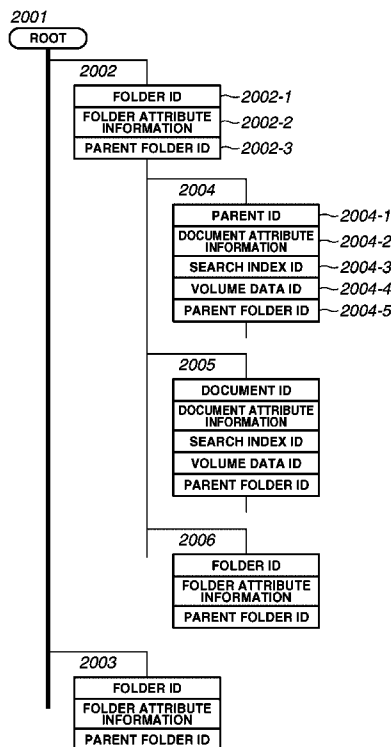 2001
ROOT
2002
FOLDER ID
2002-1
FOLDER ATTRIBUTE
INFORMATION
2002-2
PARENT FOLDER ID
2002-3
2004
PARENT ID
2004-1
DOCUMENT ATTRIBUTE
INFORMATION
2004-2
SEARCH INDEX ID
2004-3
VOLUME DATA ID
2004-4
PARENT FOLDER ID
2004-5
2005
DOCUMENT ID
DOCUMENT ATTRIBUTE
INFORMATION
SEARCH INDEX ID
VOLUME DATA ID
PARENT FOLDER ID
2006
FOLDER ID
FOLDER ATTRIBUTE
INFORMATION
PARENT FOLDER ID
2003
FOLDER ID
FOLDER ATTRIBUTE
INFORMATION
PARENT FOLDER ID